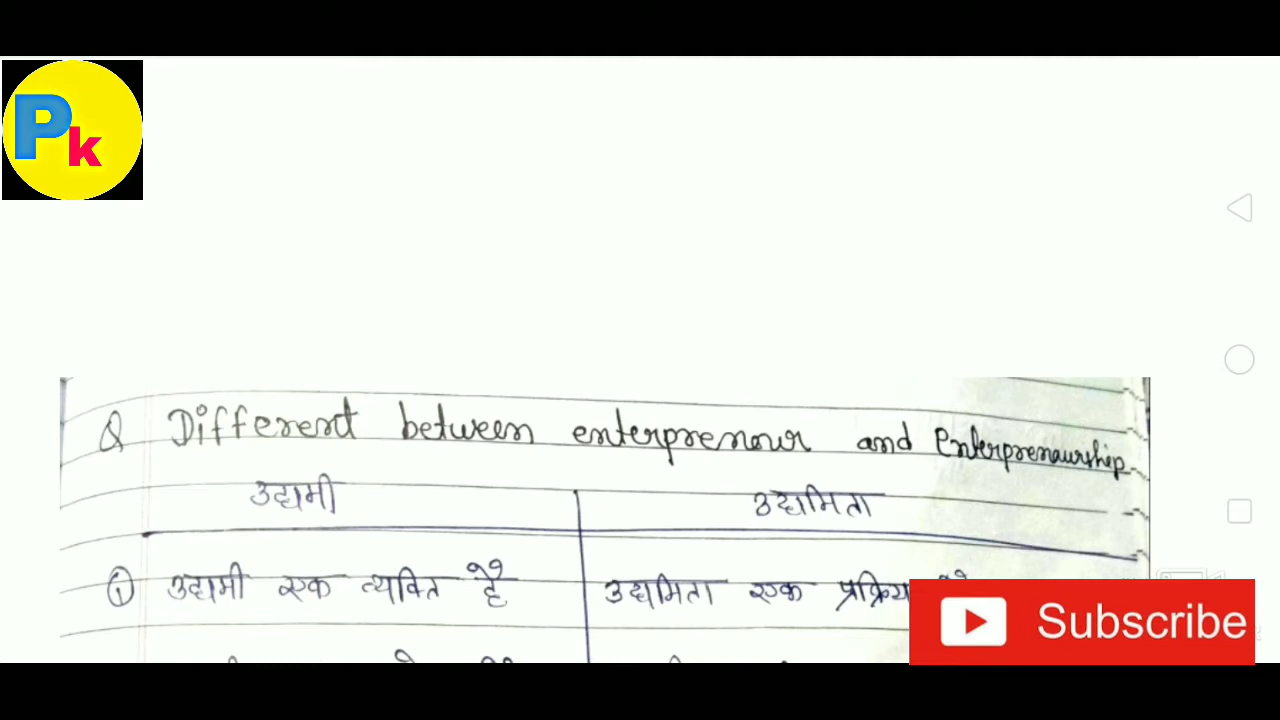 Pk
Q Different between enterprenour and Enterprenaurship
उद्यमी उद्यमिता
① उद्यमी एक व्यक्ति है उद्यमिता एक
Subscribe